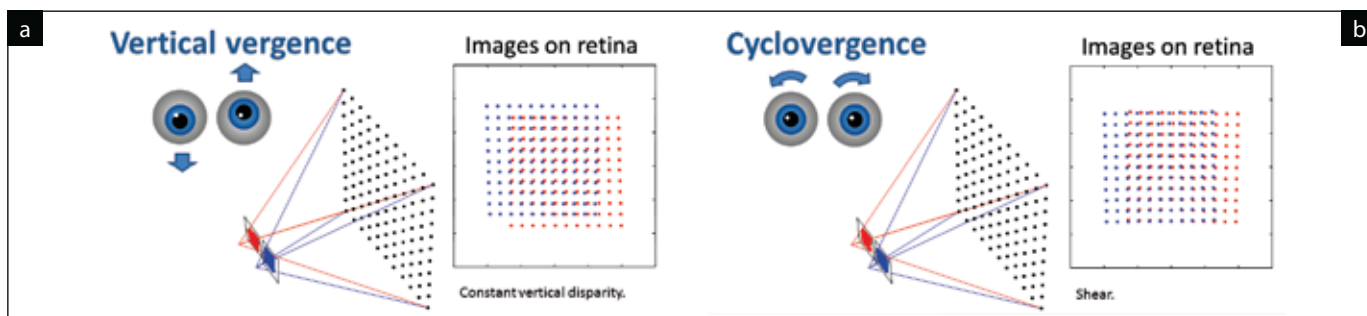 a
Vertical vergence
Images on retina
Constant vertical disparity.
b
Cyclovergence
Images on retina
Shear.